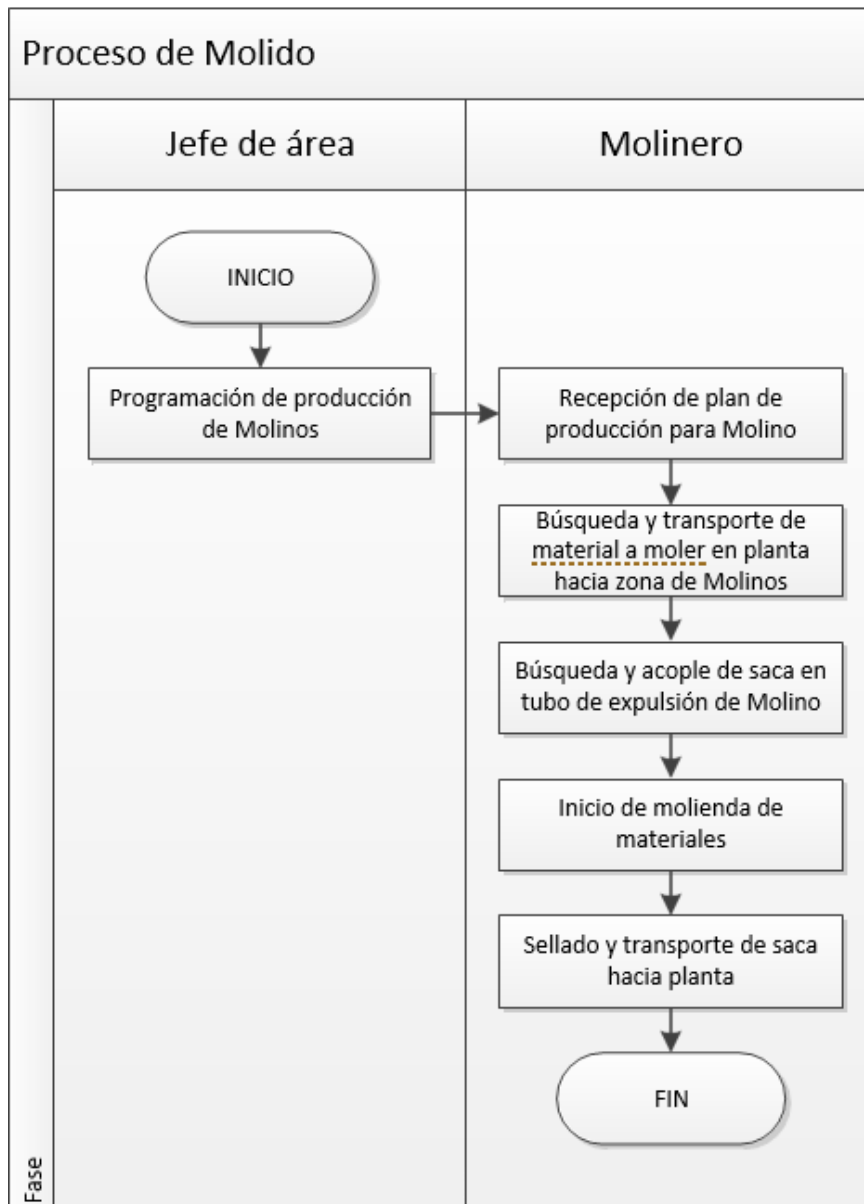 Proceso de Molido
Jefe de área
Molinero
INICIO
Programación de producción
de Molinos
Recepción de plan de
producción para Molino
Búsqueda y transporte de
material a moler en planta
hacia zona de Molinos
Búsqueda y acople de saca en
tubo de expulsión de Molino
Inicio de molienda de
materiales
Sellado y transporte de saca
hacia planta
FIN
Fase